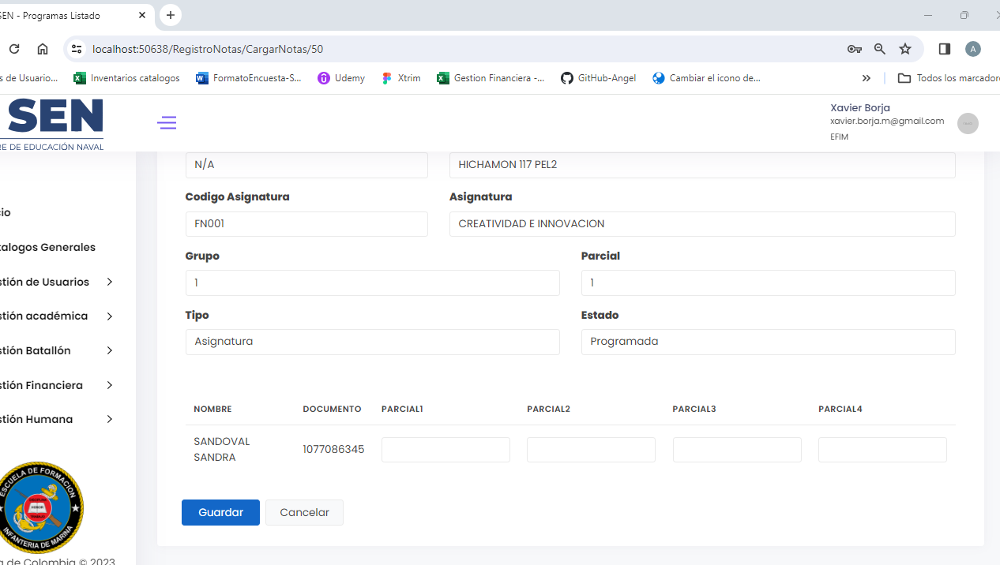 SEN - Programas Listado
localhost:50638/RegistroNotas/CargarNotas/50
A
s de Usuario... Inventarios catalogos FormatoEncuesta-S... Udemy Xtrim Gestion Financiera -... GitHub-Angel Cambiar el icono de... » Todos los marcador
SEN
RE DE EDUCACIÓN NAVAL
Xavier Borja
xavier.borja.m@gmail.com
EFIM
cio
talogos Generales
stión de Usuarios
stión académica
stión Batallón
stión Financiera
stión Humana
ESCUELA DE FORMACION
INFANTERIA DE MARINA
a de Colombia © 2023
N/A HICHAMON 117 PEL2
Codigo Asignatura Asignatura
FN001 CREATIVIDAD E INNOVACION
Grupo Parcial
1 1
Tipo Estado
Asignatura Programada
NOMBRE DOCUMENTO PARCIAL1 PARCIAL2 PARCIAL3 PARCIAL4
SANDOVAL
SANDRA 1077086345
Guardar Cancelar